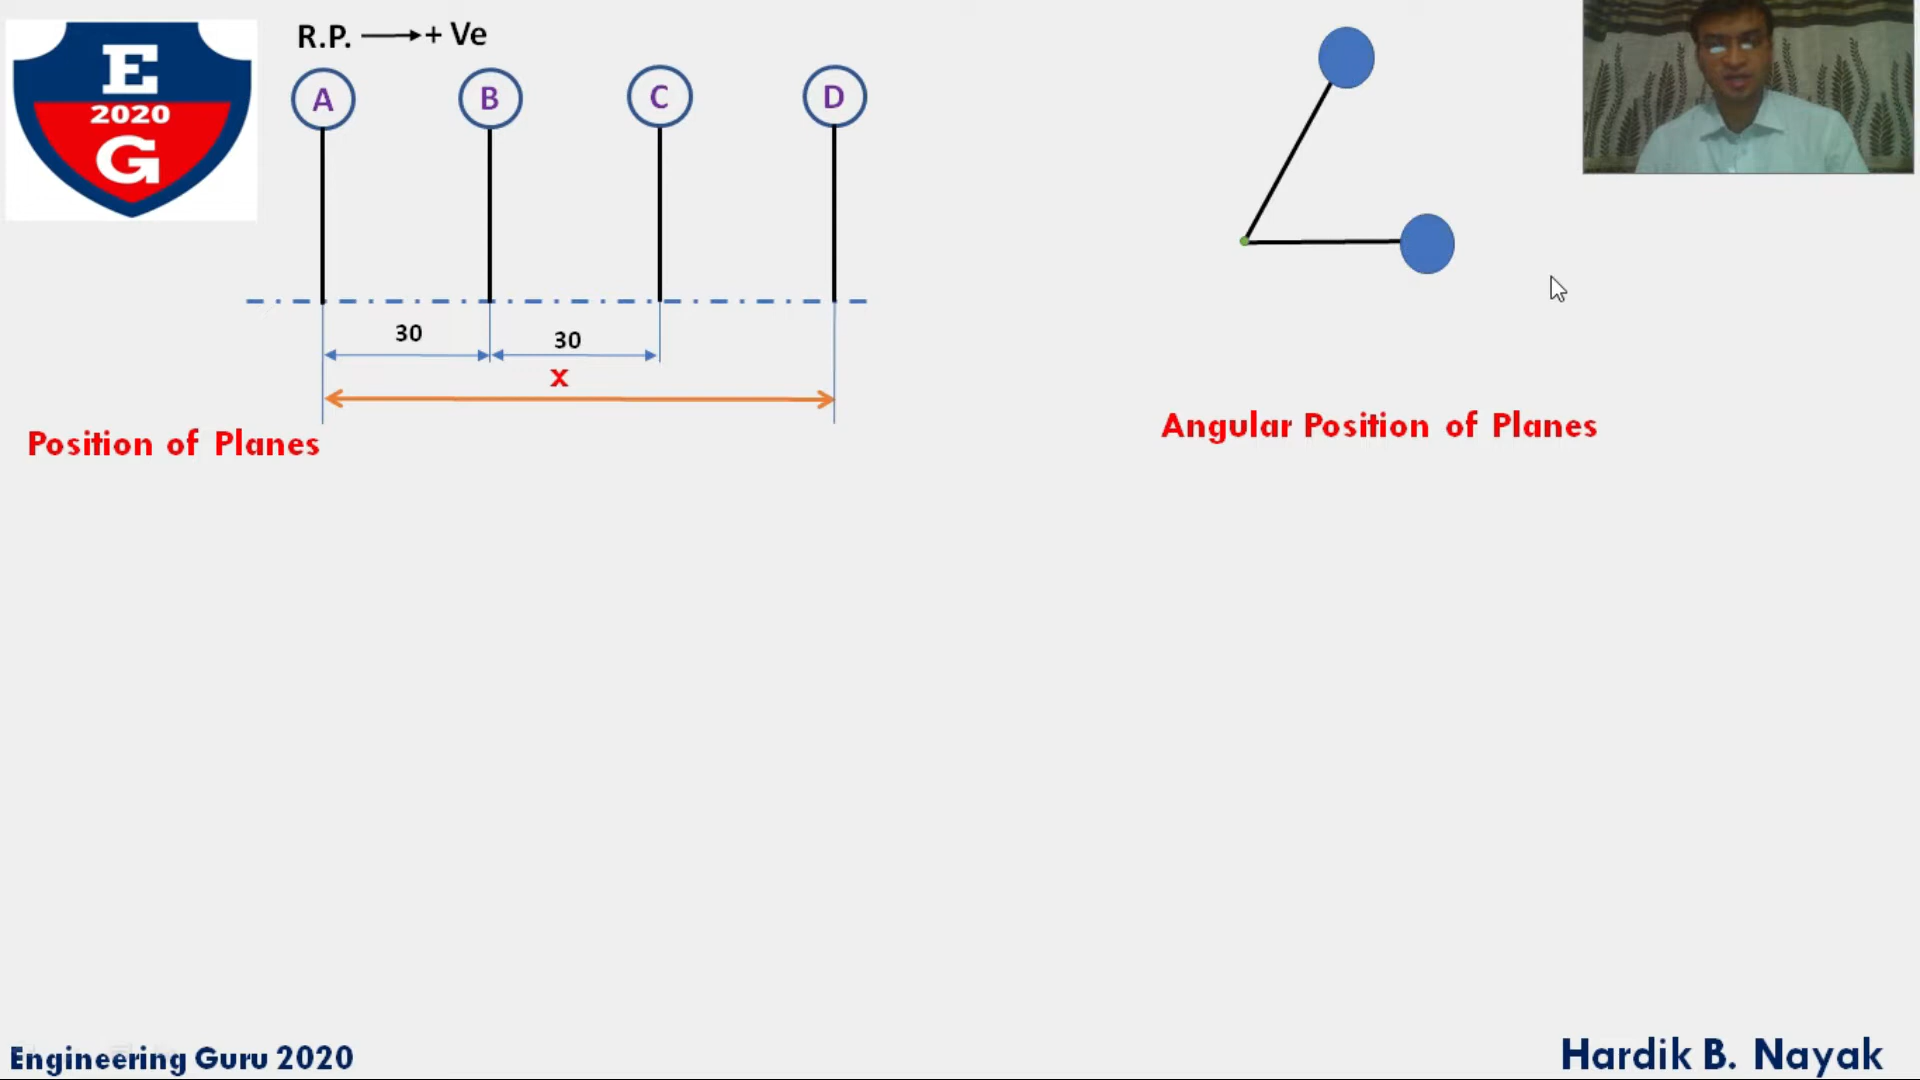 E
2020
G
R.P. + Ve
A B C D
30 30
x
Position of Planes
Angular Position of Planes
Engineering Guru 2020
Hardik B. Nayak